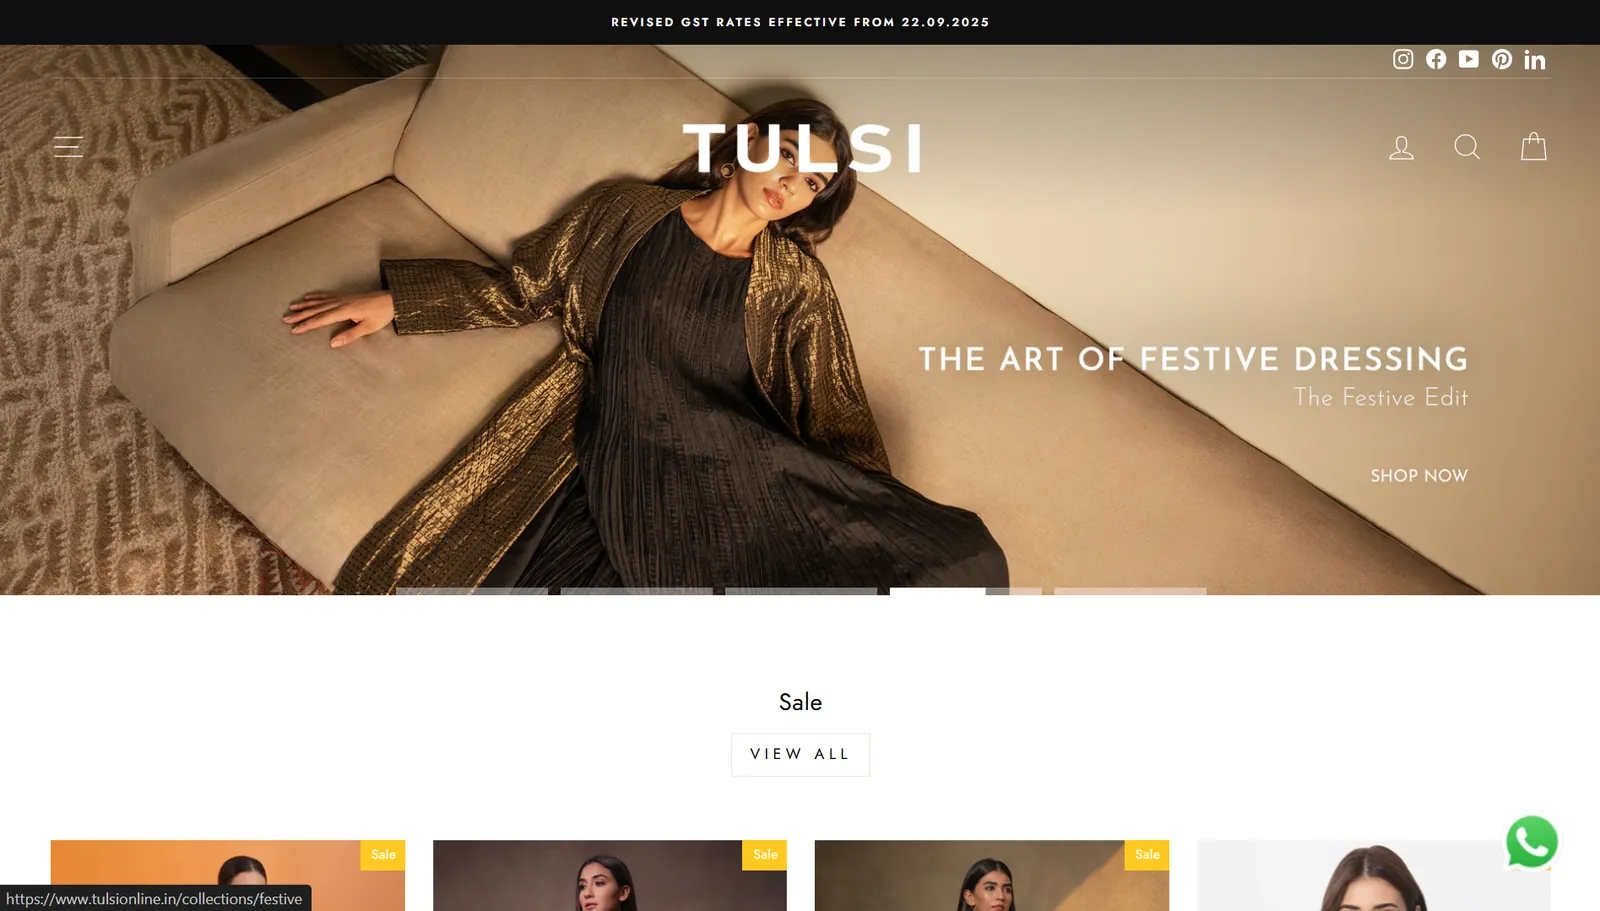 REVISED GST RATES EFFECTIVE FROM 22.09.2025
TULSI
THE ART OF FESTIVE DRESSING
The Festive Edit
SHOP NOW
Sale
VIEW ALL
Sale
Sale
Sale
https://www.tulsionline.in/collections/festive